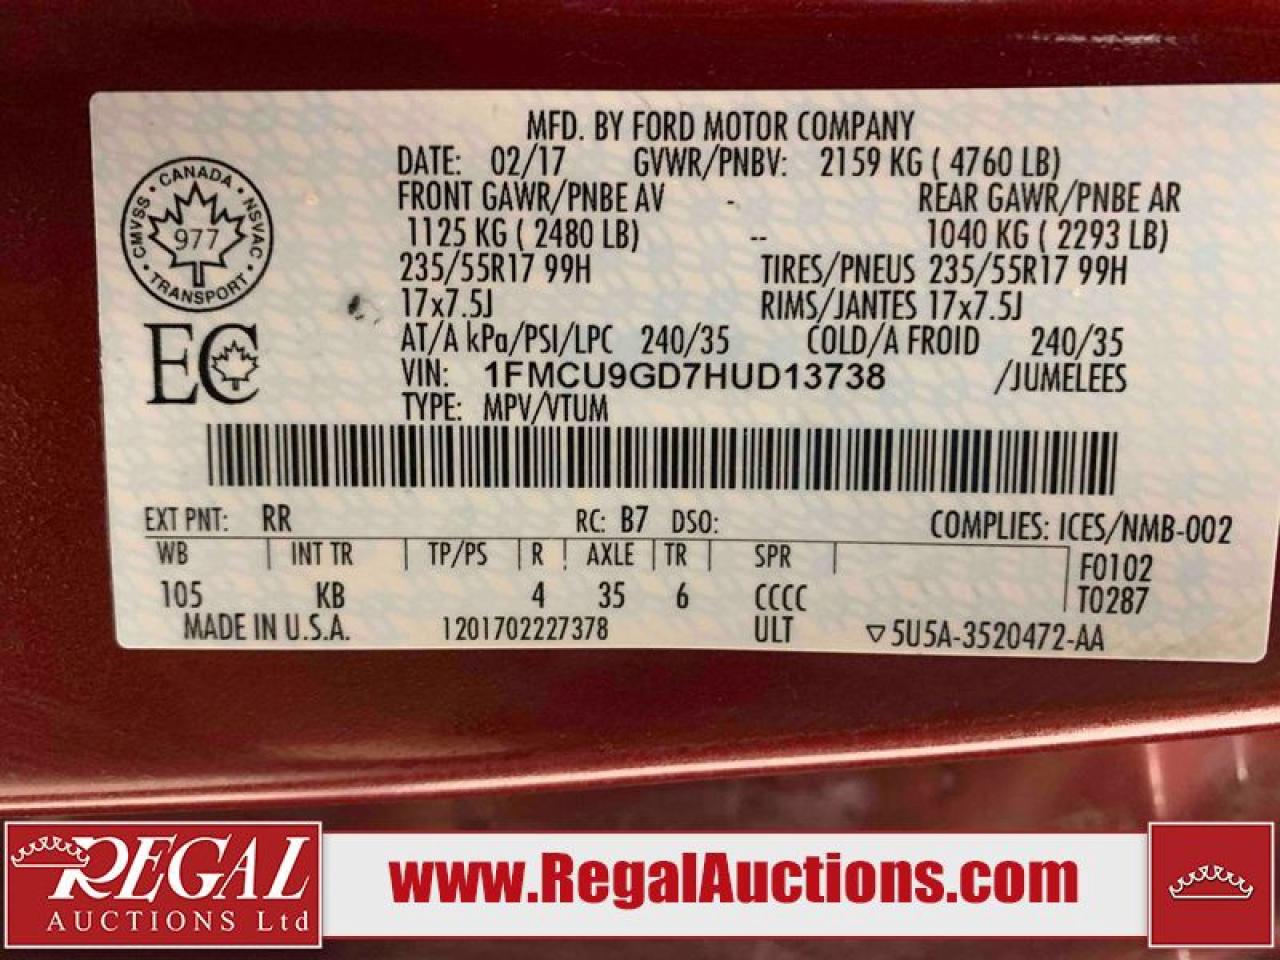 MFD. BY FORD MOTOR COMPANY
DATE: 02/17 GVWR/PNBV: 2159 KG ( 4760 LB)
FRONT GAWR/PNBE AV - REAR GAWR/PNBE AR
1125 KG ( 2480 LB) -- 1040 KG ( 2293 LB)
235/55R17 99H TIRES/PNEUS 235/55R17 99H
17x7.5J RIMS/JANTES 17x7.5J
AT/A kPa/PSI/LPC 240/35 COLD/A FROID 240/35
VIN: 1FMCU9GD7HUD13738 /JUMELEES
TYPE: MPV/VTUM
CANADA
CMVSS • NSVAC
977
TRANSPORT
EC
EXT PNT: RR RC: B7 DSO: COMPLIES: ICES/NMB-002
WB | INT TR | TP/PS | R | AXLE | TR | SPR | F0102
105 KB 4 35 6 CCCC T0287
MADE IN U.S.A. 1201702227378 ULT ▽5U5A-3520472-AA
REGAL
AUCTIONS Ltd
www.RegalAuctions.com